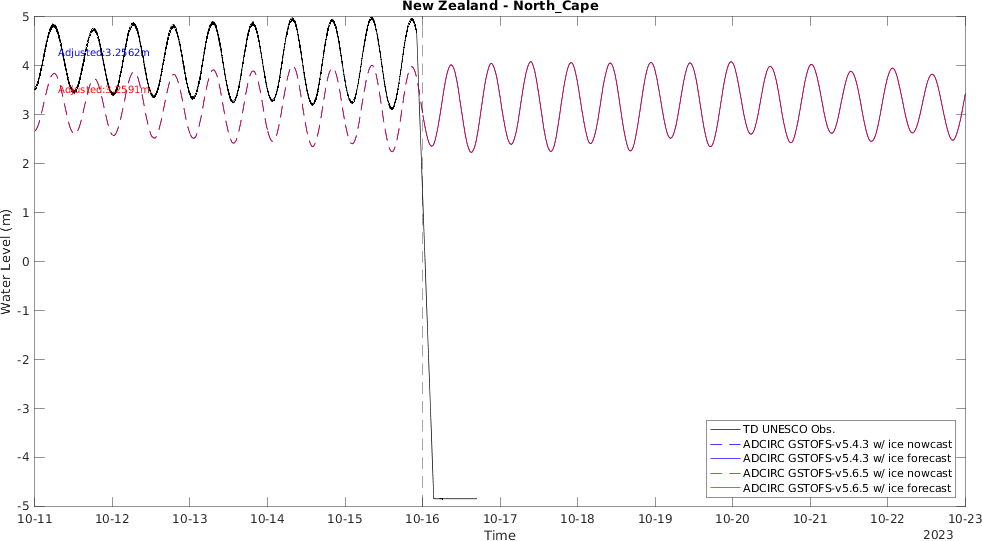 New Zealand - North_Cape
5
4
3
2
1
0
-1
-2
-3
-4
-5
Water Level (m)
Adjusted:3.2562m
Adjusted:3.2591m
TD UNESCO Obs.
ADCIRC GSTOFS-v5.4.3 w/ ice nowcast
ADCIRC GSTOFS-v5.4.3 w/ ice forecast
ADCIRC GSTOFS-v5.6.5 w/ ice nowcast
ADCIRC GSTOFS-v5.6.5 w/ ice forecast
10-11 10-12 10-13 10-14 10-15 10-16 10-17 10-18 10-19 10-20 10-21 10-22 10-23
Time
2023